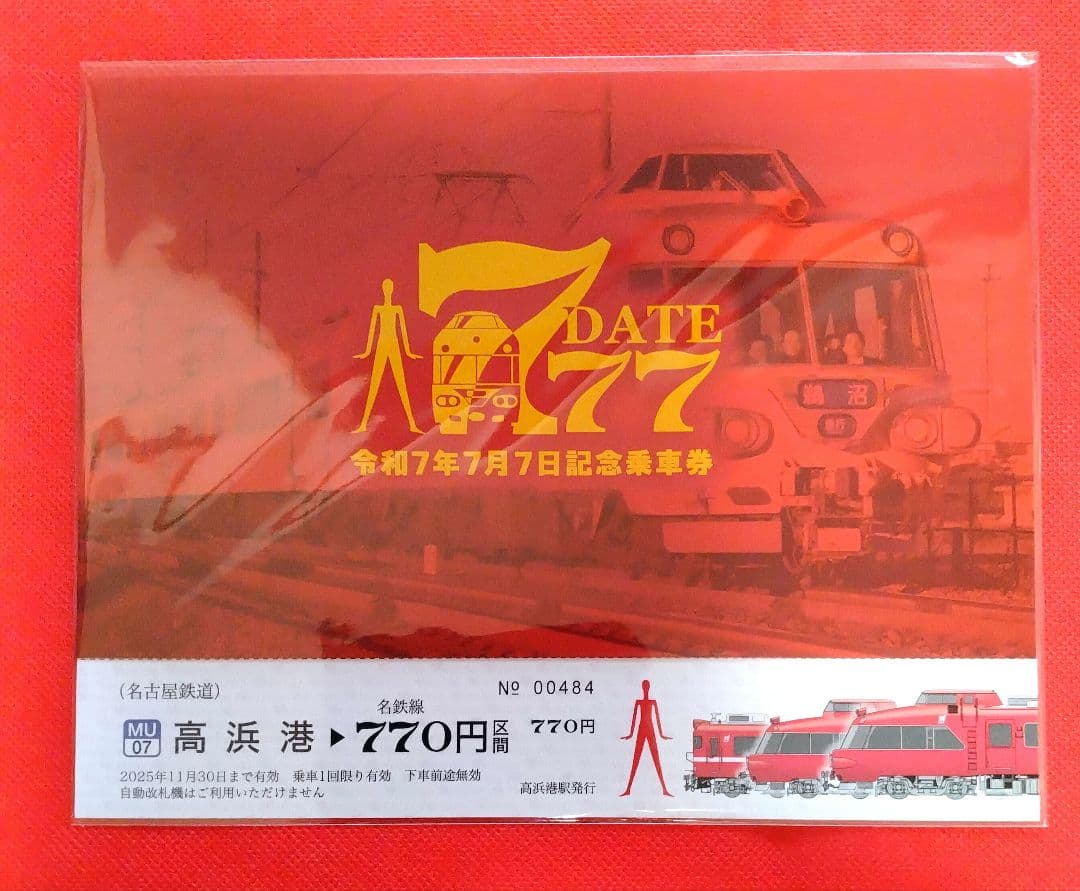 7 DATE
77
令和7年7月7日記念乗車券
鵜沼
(名古屋鉄道)
№ 00484
MU
07
高浜港▶名鉄線770円区間 770円
2025年11月30日まで有効 乗車1回限り有効 下車前途無効
自動改札機はご利用いただけません
高浜港駅発行